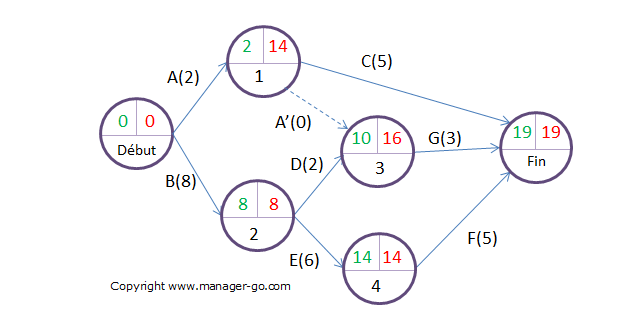 2 14
1
C(5)
A(2)
A’(0)
0 0
Début
10 16
3
G(3)
19 19
Fin
D(2)
B(8)
8 8
2
E(6)
14 14
4
F(5)
Copyright www.manager-go.com